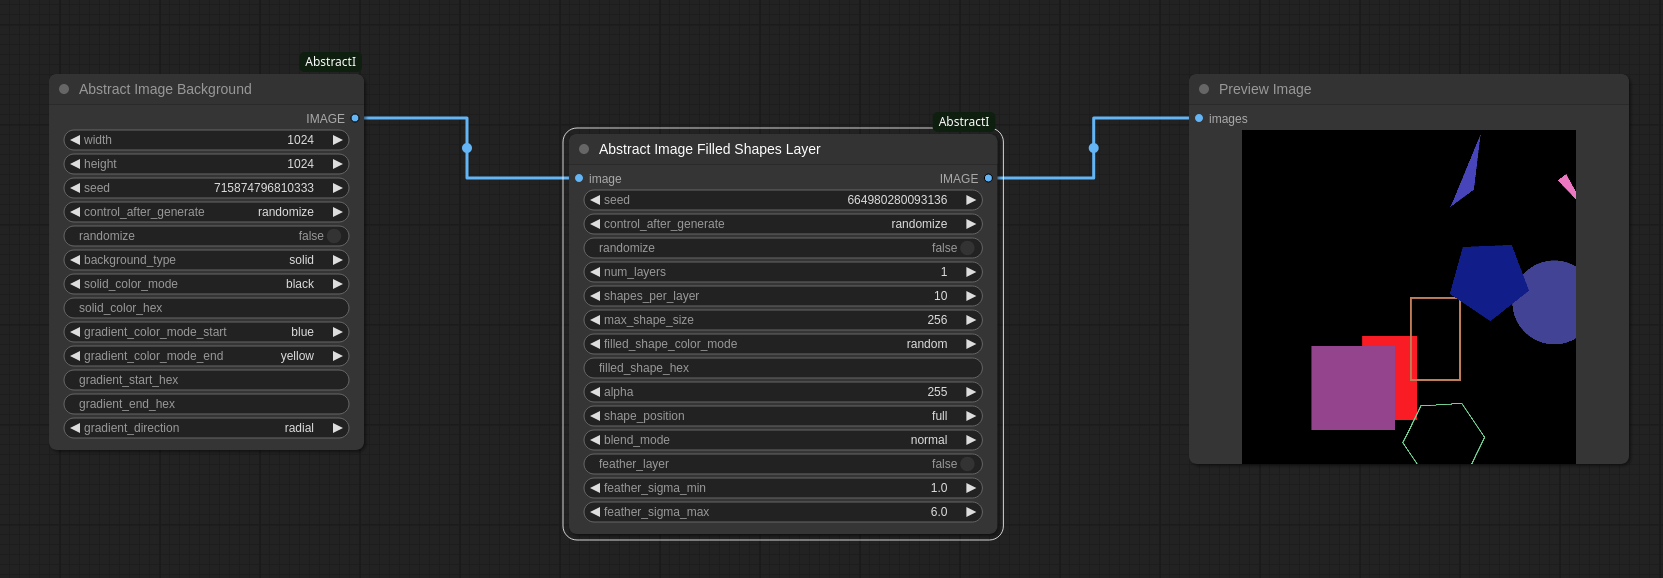 AbstractI
Abstract Image Background
IMAGE
width 1024
height 1024
seed 715874796810333
control_after_generate randomize
randomize false
background_type solid
solid_color_mode black
solid_color_hex
gradient_color_mode_start blue
gradient_color_mode_end yellow
gradient_start_hex
gradient_end_hex
gradient_direction radial
AbstractI
Abstract Image Filled Shapes Layer
image IMAGE
seed 664980280093136
control_after_generate randomize
randomize false
num_layers 1
shapes_per_layer 10
max_shape_size 256
filled_shape_color_mode random
filled_shape_hex
alpha 255
shape_position full
blend_mode normal
feather_layer false
feather_sigma_min 1.0
feather_sigma_max 6.0
Preview Image
images